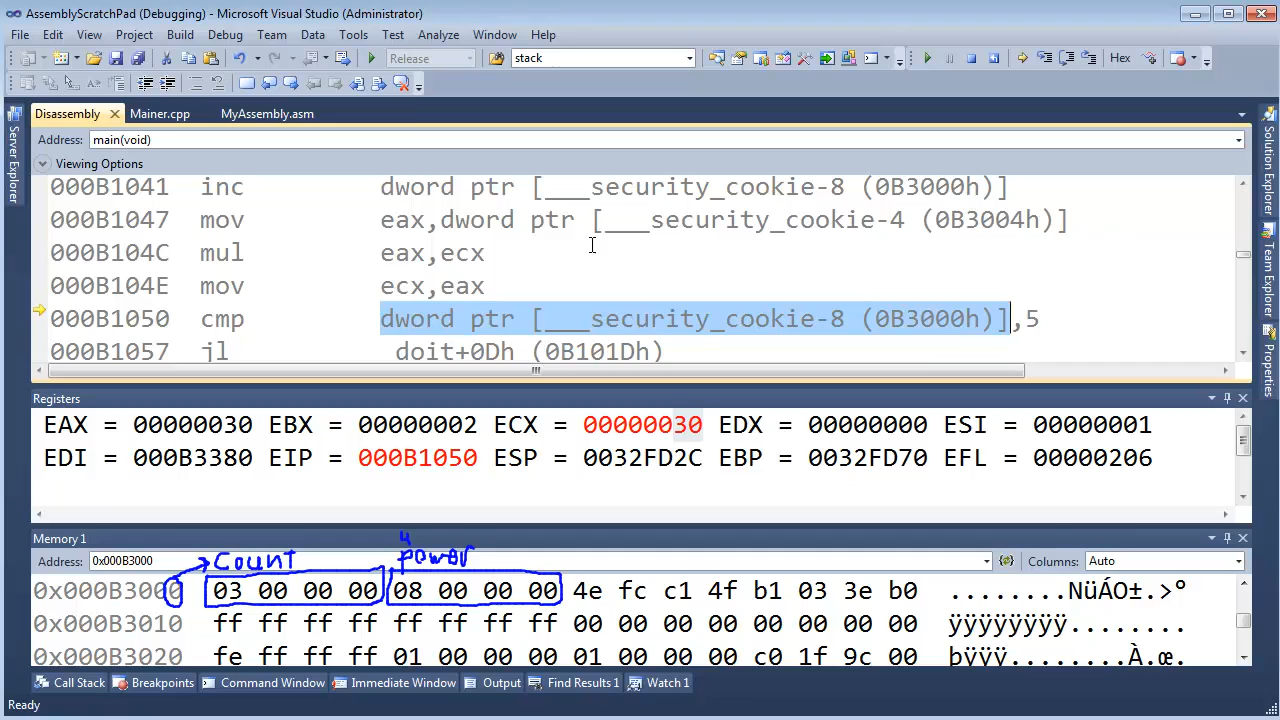 AssemblyScratchPad (Debugging) - Microsoft Visual Studio (Administrator)
File Edit View Project Build Debug Team Data Tools Test Analyze Window Help
Release stack Hex
Disassembly Mainer.cpp MyAssembly.asm
Address: main(void)
Viewing Options
000B1041 inc dword ptr [___security_cookie-8 (0B3000h)]
000B1047 mov eax,dword ptr [___security_cookie-4 (0B3004h)]
000B104C mul eax,ecx
000B104E mov ecx,eax
000B1050 cmp dword ptr [___security_cookie-8 (0B3000h)],5
000B1057 jl doit+0Dh (0B101Dh)
Registers
EAX = 00000030 EBX = 00000002 ECX = 00000030 EDX = 00000000 ESI = 00000001
EDI = 000B3380 EIP = 000B1050 ESP = 0032FD2C EBP = 0032FD70 EFL = 00000206
Memory 1
4
Count power
Address: 0x000B3000 Columns: Auto
0x000B3000 03 00 00 00 08 00 00 00 4e fc c1 4f b1 03 3e b0 ........NüÁO±.>°
0x000B3010 ff ff ff ff ff ff ff ff 00 00 00 00 00 00 00 00 ÿÿÿÿÿÿÿÿ........
0x000B3020 fe ff ff ff 01 00 00 00 01 00 00 00 c0 1f 9c 00 þÿÿÿ........À.œ.
Call Stack Breakpoints Command Window Immediate Window Output Find Results 1 Watch 1
Ready
Server Explorer
Solution Explorer
Team Explorer
Properties